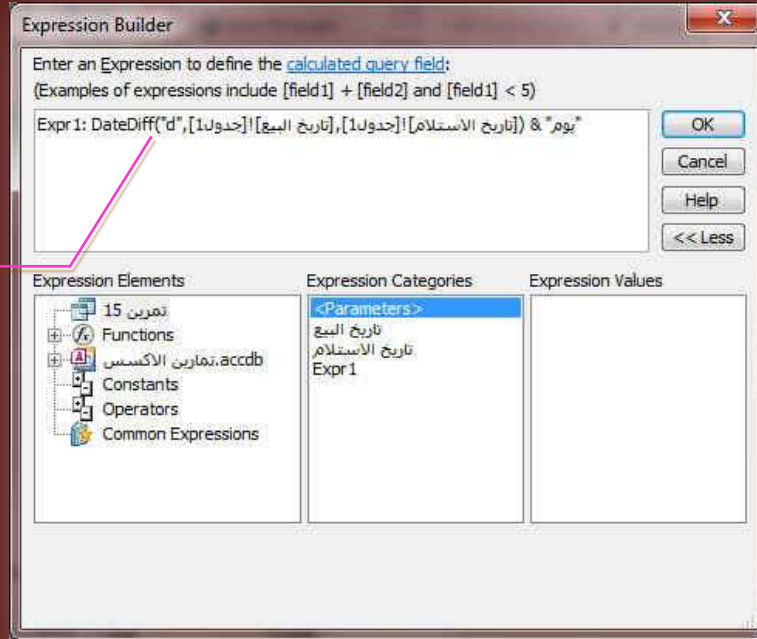 Expression Builder
Enter an Expression to define the calculated query field:
(Examples of expressions include [field1] + [field2] and [field1] < 5)
Expr1: DateDiff("d",[جدول1]![تاريخ البيع],[جدول1]![تاريخ الاستلام]) & "يوم"
OK
Cancel
Help
<< Less
Expression Elements
تمرين 15
Functions
تمارين الاكسس.accdb
Constants
Operators
Common Expressions
Expression Categories
<Parameters>
تاريخ البيع
تاريخ الاستلام
Expr1
Expression Values